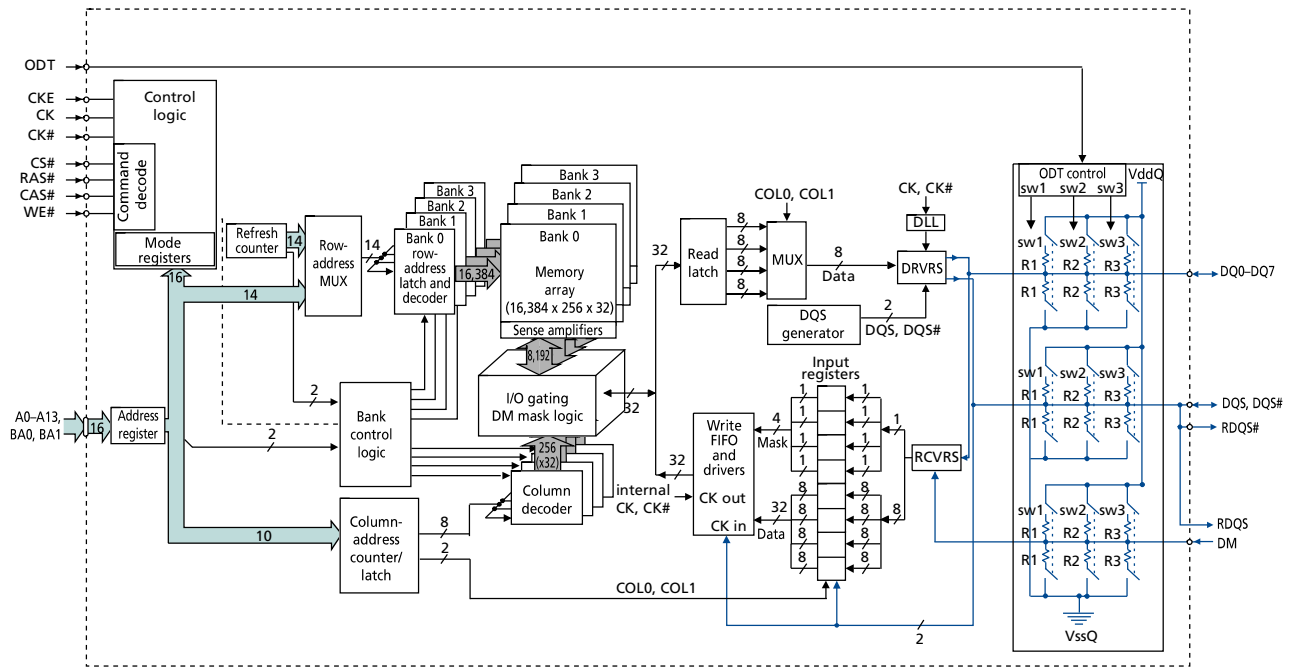 ODT
CKE
CK
CK#
CS#
RAS#
CAS#
WE#
Control
logic
Command
decode
Mode
registers
16
Refresh
counter
14
Row-
address
MUX
14
14
Bank 3
Bank 2
Bank 1
Bank 0
row-
address
latch and
decoder
16,384
Bank 3
Bank 2
Bank 1
Bank 0
Memory
array
(16,384 x 256 x 32)
Sense amplifiers
8,192
I/O gating
DM mask logic
32
32
256
(x32)
Column
decoder
A0–A13,
BA0, BA1
16
Address
register
2
2
Bank
control
logic
10
Column-
address
counter/
latch
8
2
COL0, COL1
Read
latch
8
8
8
8
COL0, COL1
MUX
8
Data
CK, CK#
DLL
DRVRS
DQS
generator
2
DQS, DQS#
32
internal
CK, CK#
Write
FIFO
and
drivers
CK out
CK in
4
Mask
32
Data
Input
registers
1
1
1
1
8
8
8
8
1
1
1
1
8
8
8
8
1
8
RCVRS
2
ODT control
sw1 sw2 sw3
VddQ
sw1 sw2 sw3
R1 R2 R3
R1 R2 R3
sw1 sw2 sw3
R1 R2 R3
R1 R2 R3
sw1 sw2 sw3
R1 R2 R3
R1 R2 R3
VssQ
DQ0–DQ7
DQS, DQS#
RDQS#
RDQS
DM